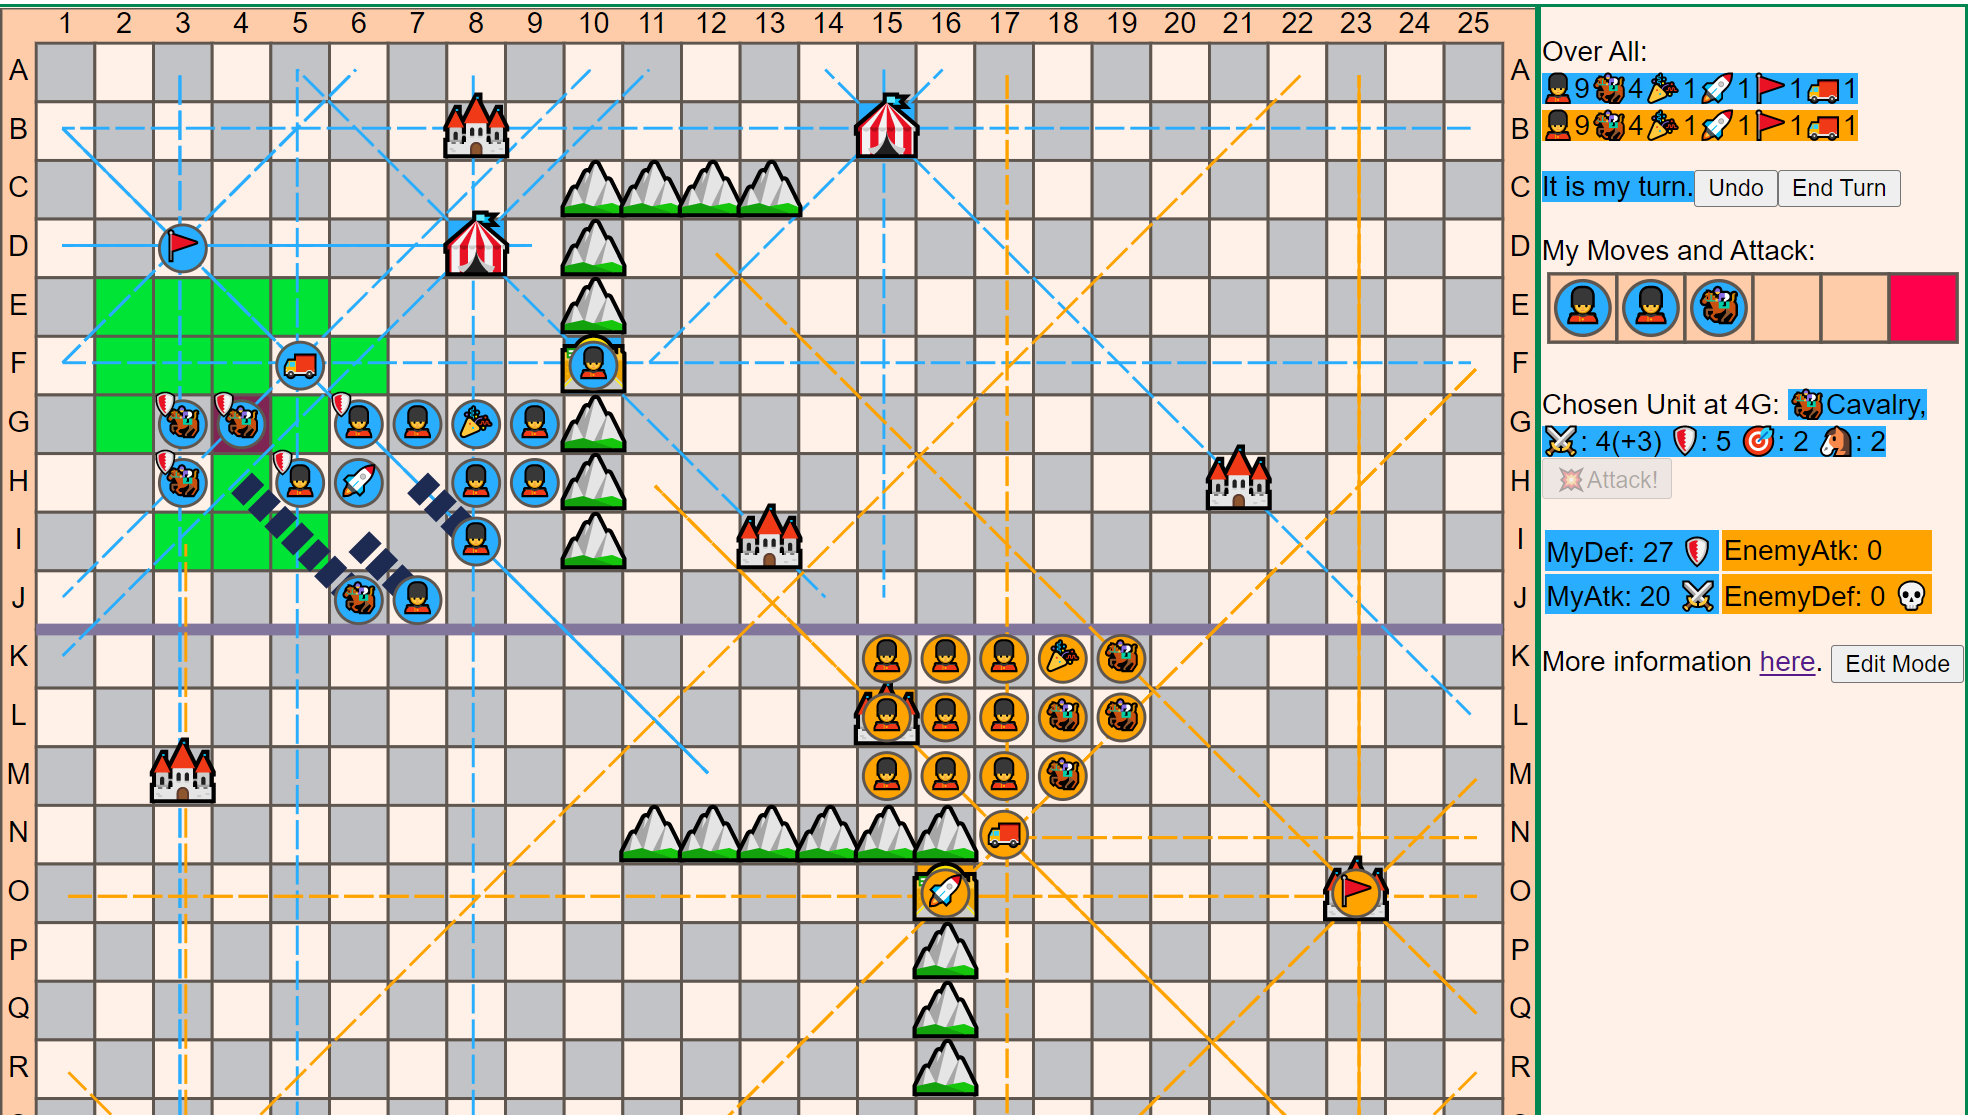 1 2 3 4 5 6 7 8 9 10 11 12 13 14 15 16 17 18 19 20 21 22 23 24 25
A A
B B
C C
D D
E E
F F
G G
H H
I I
J J
K K
L L
M M
N N
O O
P P
Q Q
R R
Over All:
9 4 1 1 1 1
9 4 1 1 1 1
It is my turn. Undo End Turn
My Moves and Attack:
Chosen Unit at 4G: Cavalry,
: 4(+3) : 5 : 2 : 2
Attack!
MyDef: 27 EnemyAtk: 0
MyAtk: 20 EnemyDef: 0
More information here. Edit Mode